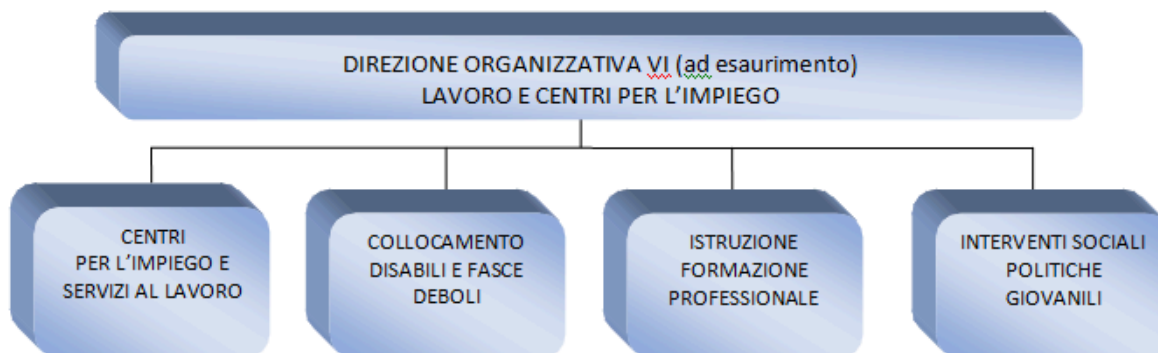 DIREZIONE ORGANIZZATIVA VI (ad esaurimento)
LAVORO E CENTRI PER L’IMPIEGO
CENTRI
PER L’IMPIEGO E
SERVIZI AL LAVORO
COLLOCAMENTO
DISABILI E FASCE
DEBOLI
ISTRUZIONE
FORMAZIONE
PROFESSIONALE
INTERVENTI SOCIALI
POLITICHE
GIOVANILI